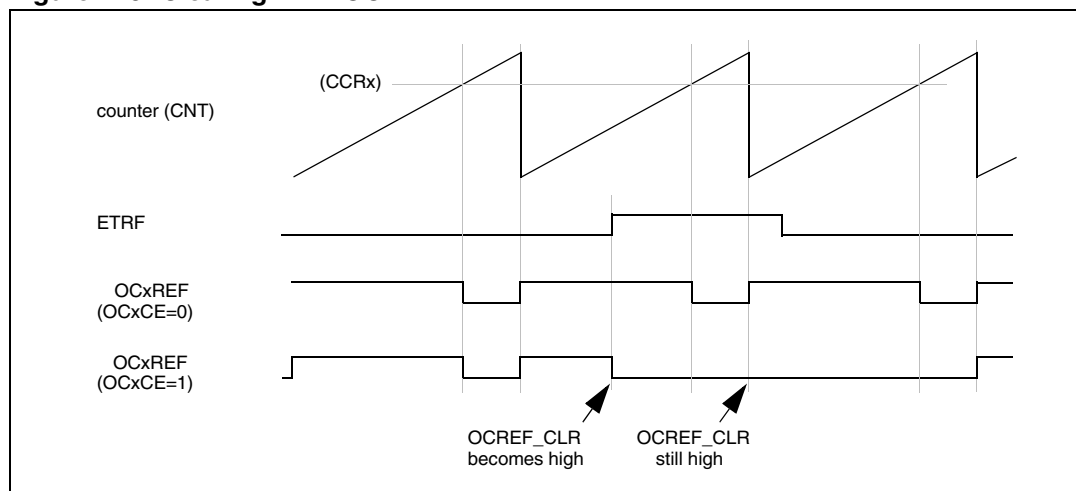 (CCRx)
counter (CNT)
ETRF
OCxREF
(OCxCE=0)
OCxREF
(OCxCE=1)
OCREF_CLR
becomes high
OCREF_CLR
still high